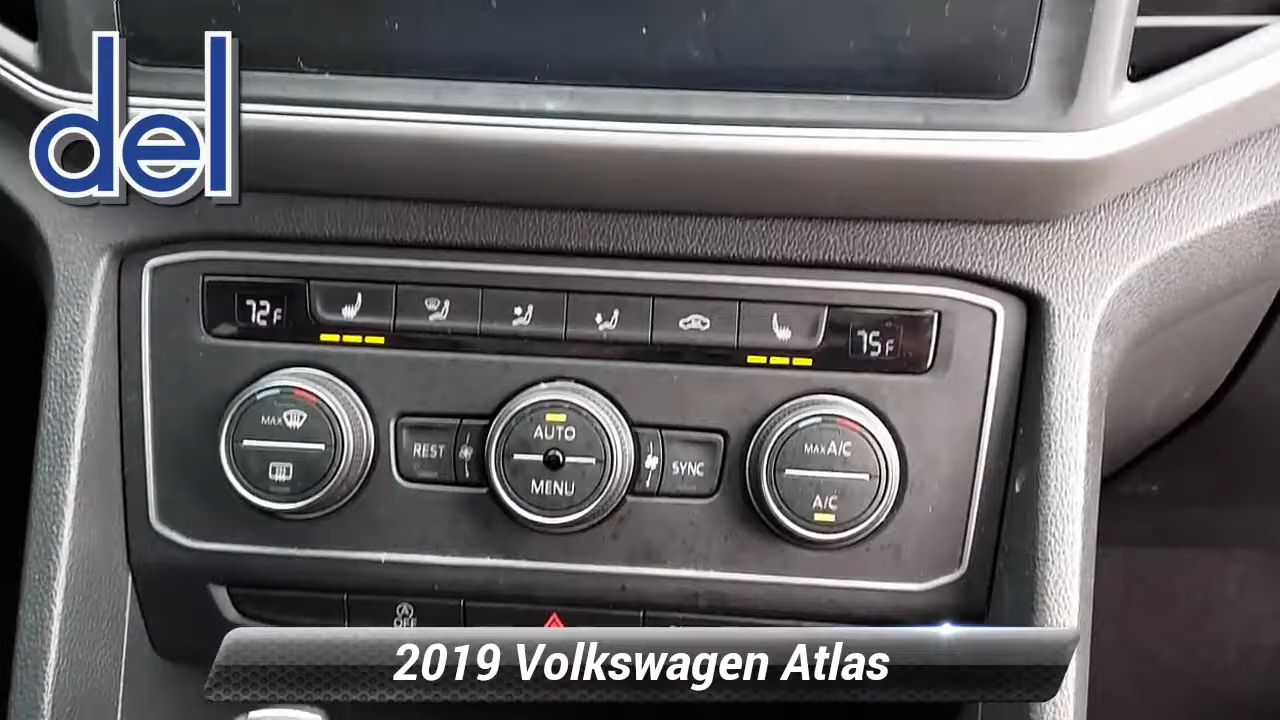 del
72F
75F
MAX
REST
AUTO
MENU
SYNC
MAX A/C
A/C
OFF
2019 Volkswagen Atlas